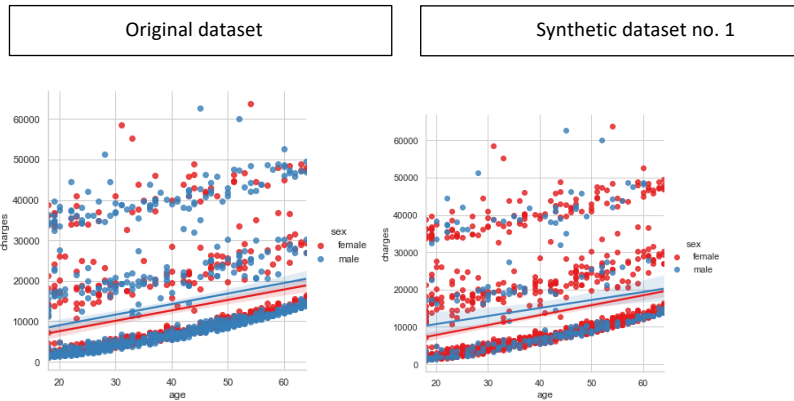 Original dataset
Synthetic dataset no. 1
60000
50000
40000
30000
20000
10000
0
charges
20
30
40
50
60
age
sex
female
male
60000
50000
40000
30000
20000
10000
0
charges
20
30
40
50
60
age
sex
female
male